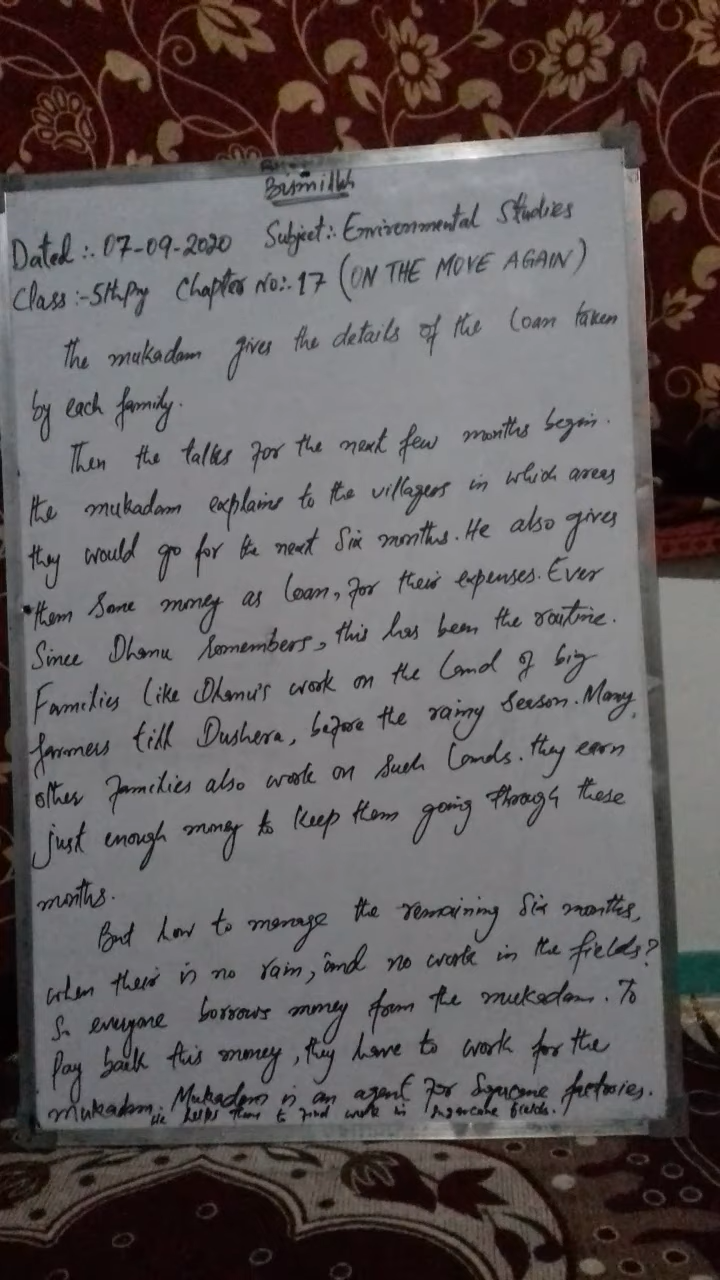 Bismillah
Dated :. 07-09-2020 Subject:. Environmental Studies
Class :- 5th Pry Chapter No:. 17 (ON THE MOVE AGAIN)
The mukadam gives the details of the loan taken
by each family.
Then the talks for the next few months begin.
the mukadam explains to the villagers in which areas
they would go for the next Six months. He also gives
them Some money as loan, for their expenses. Ever
Since Dhanu remembers, this has been the routine.
Families like Dhanu's work on the land of big
farmers till Dushera, before the rainy Season. Many
other families also work on such lands. they earn
just enough money to keep them going through these
months.
But how to menage the remaining Six months,
when their is no rain, and no work in the fields?
So everyone borrows money from the mukadam. To
Pay back this money, they have to work for the
mukadam. Mukadam is an agent for Sugarcane factories.
He helps them to find work in Sugarcane fields.